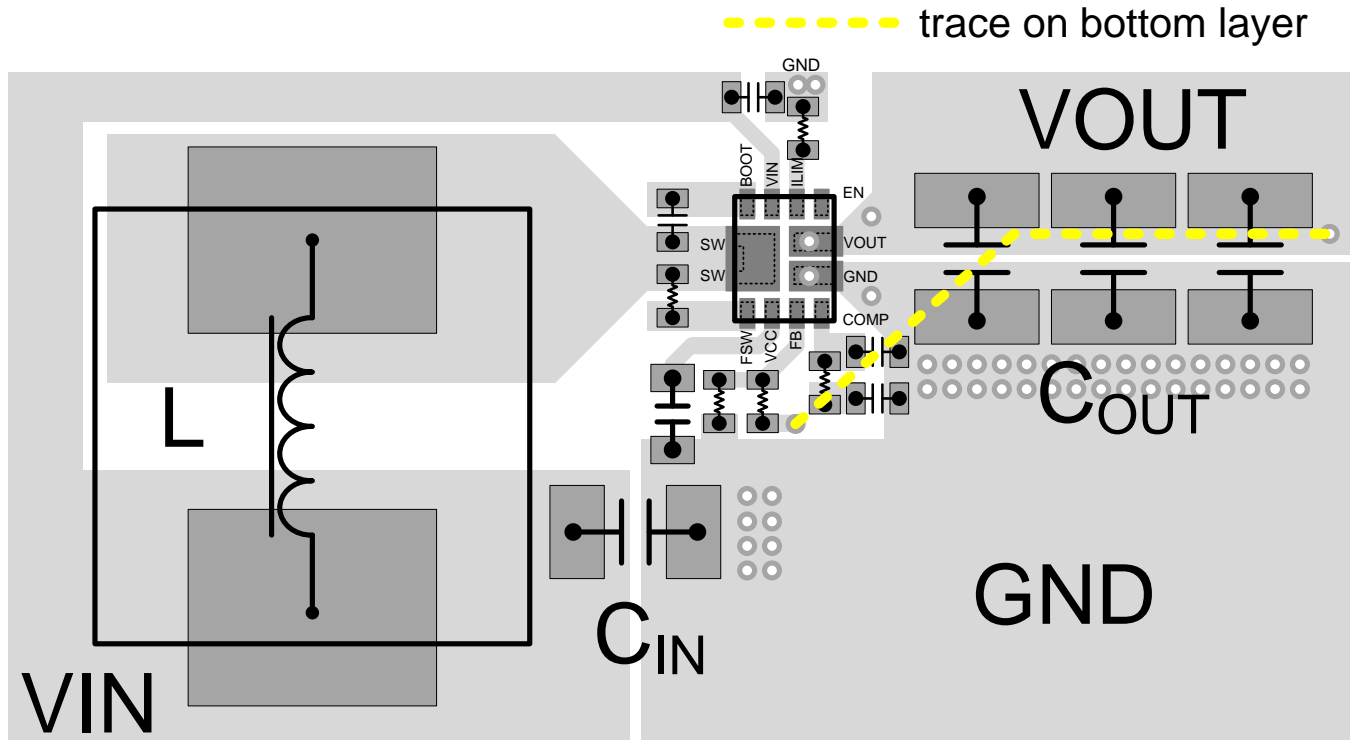 trace on bottom layer
GND
VOUT
BOOT
VIN
ILIM
EN
SW
VOUT
SW
GND
COMP
FSW
VCC
FB
L
COUT
CIN
GND
VIN